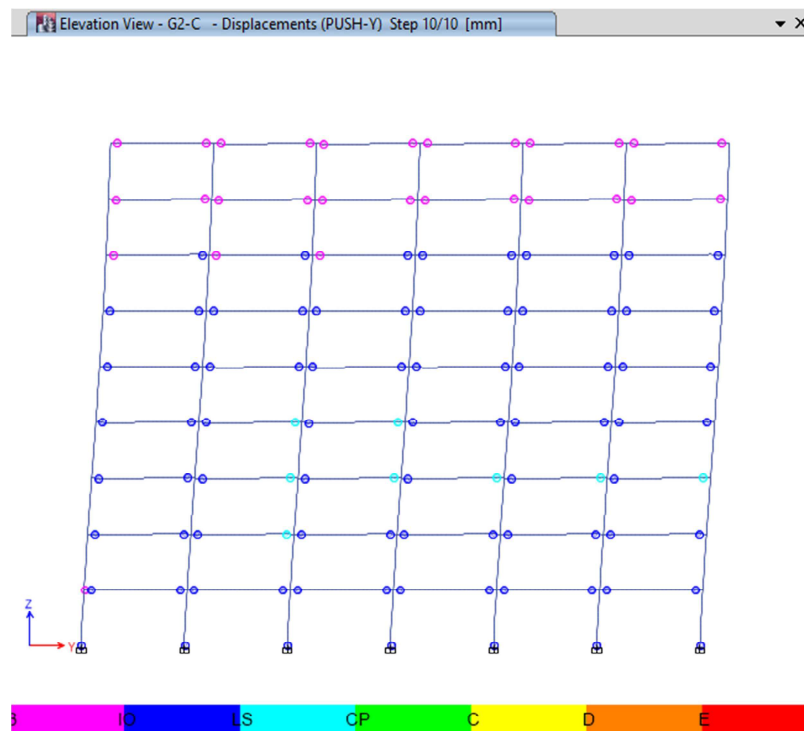 Elevation View - G2-C - Displacements (PUSH-Y) Step 10/10 [mm]
Z
Y
B IO LS CP C D E